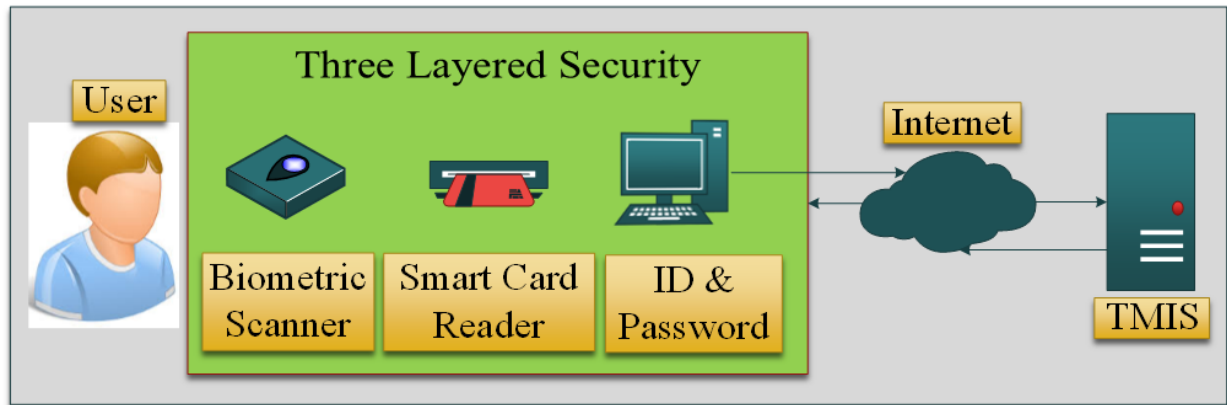 Three Layered Security
User
Internet
Biometric
Scanner
Smart Card
Reader
ID &
Password
TMIS